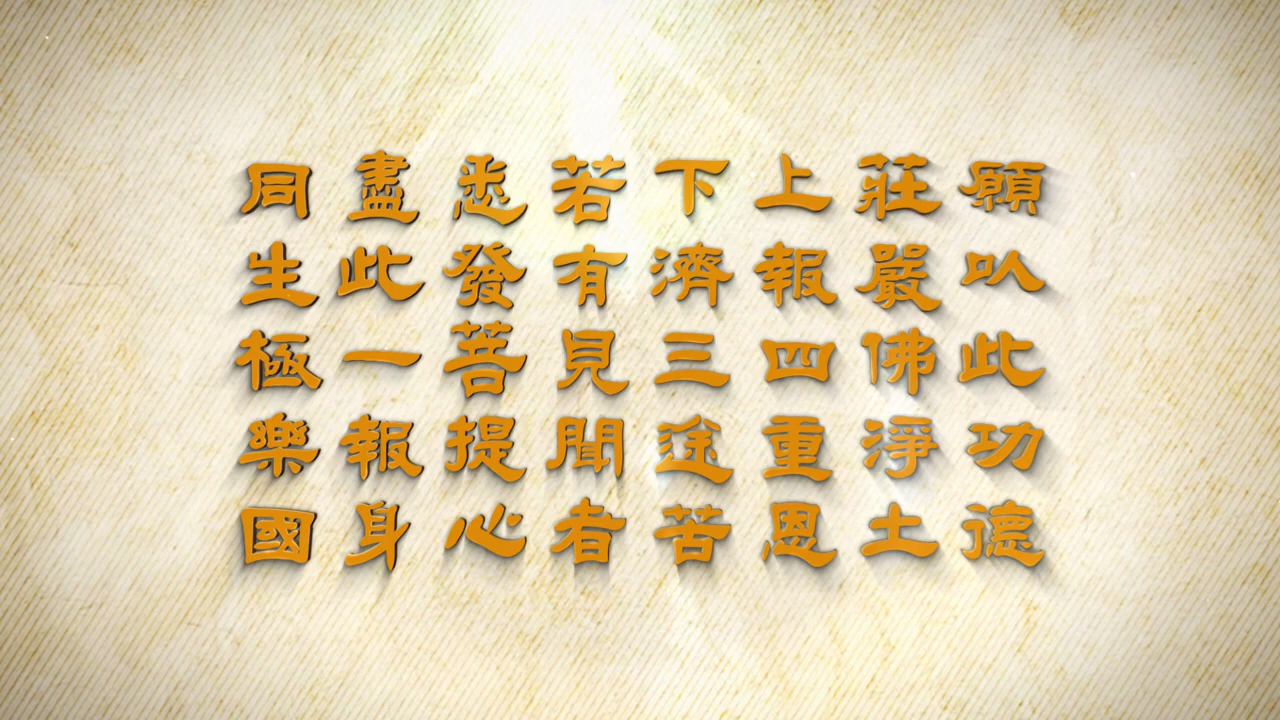 願㕥此功德
莊嚴佛淨土
上報四重恩
下濟三途苦
若有見聞者
悉發菩提心
盡此一報身
同生極樂國